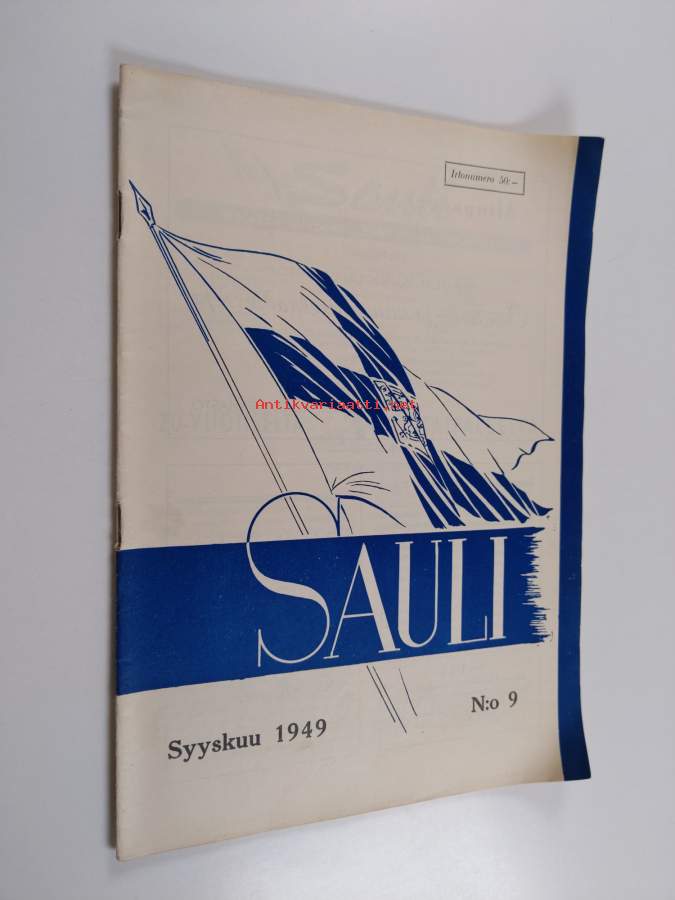 Irtonumero 50:—
Antikvariaatti.net
SAULI
Syyskuu 1949
N:o 9